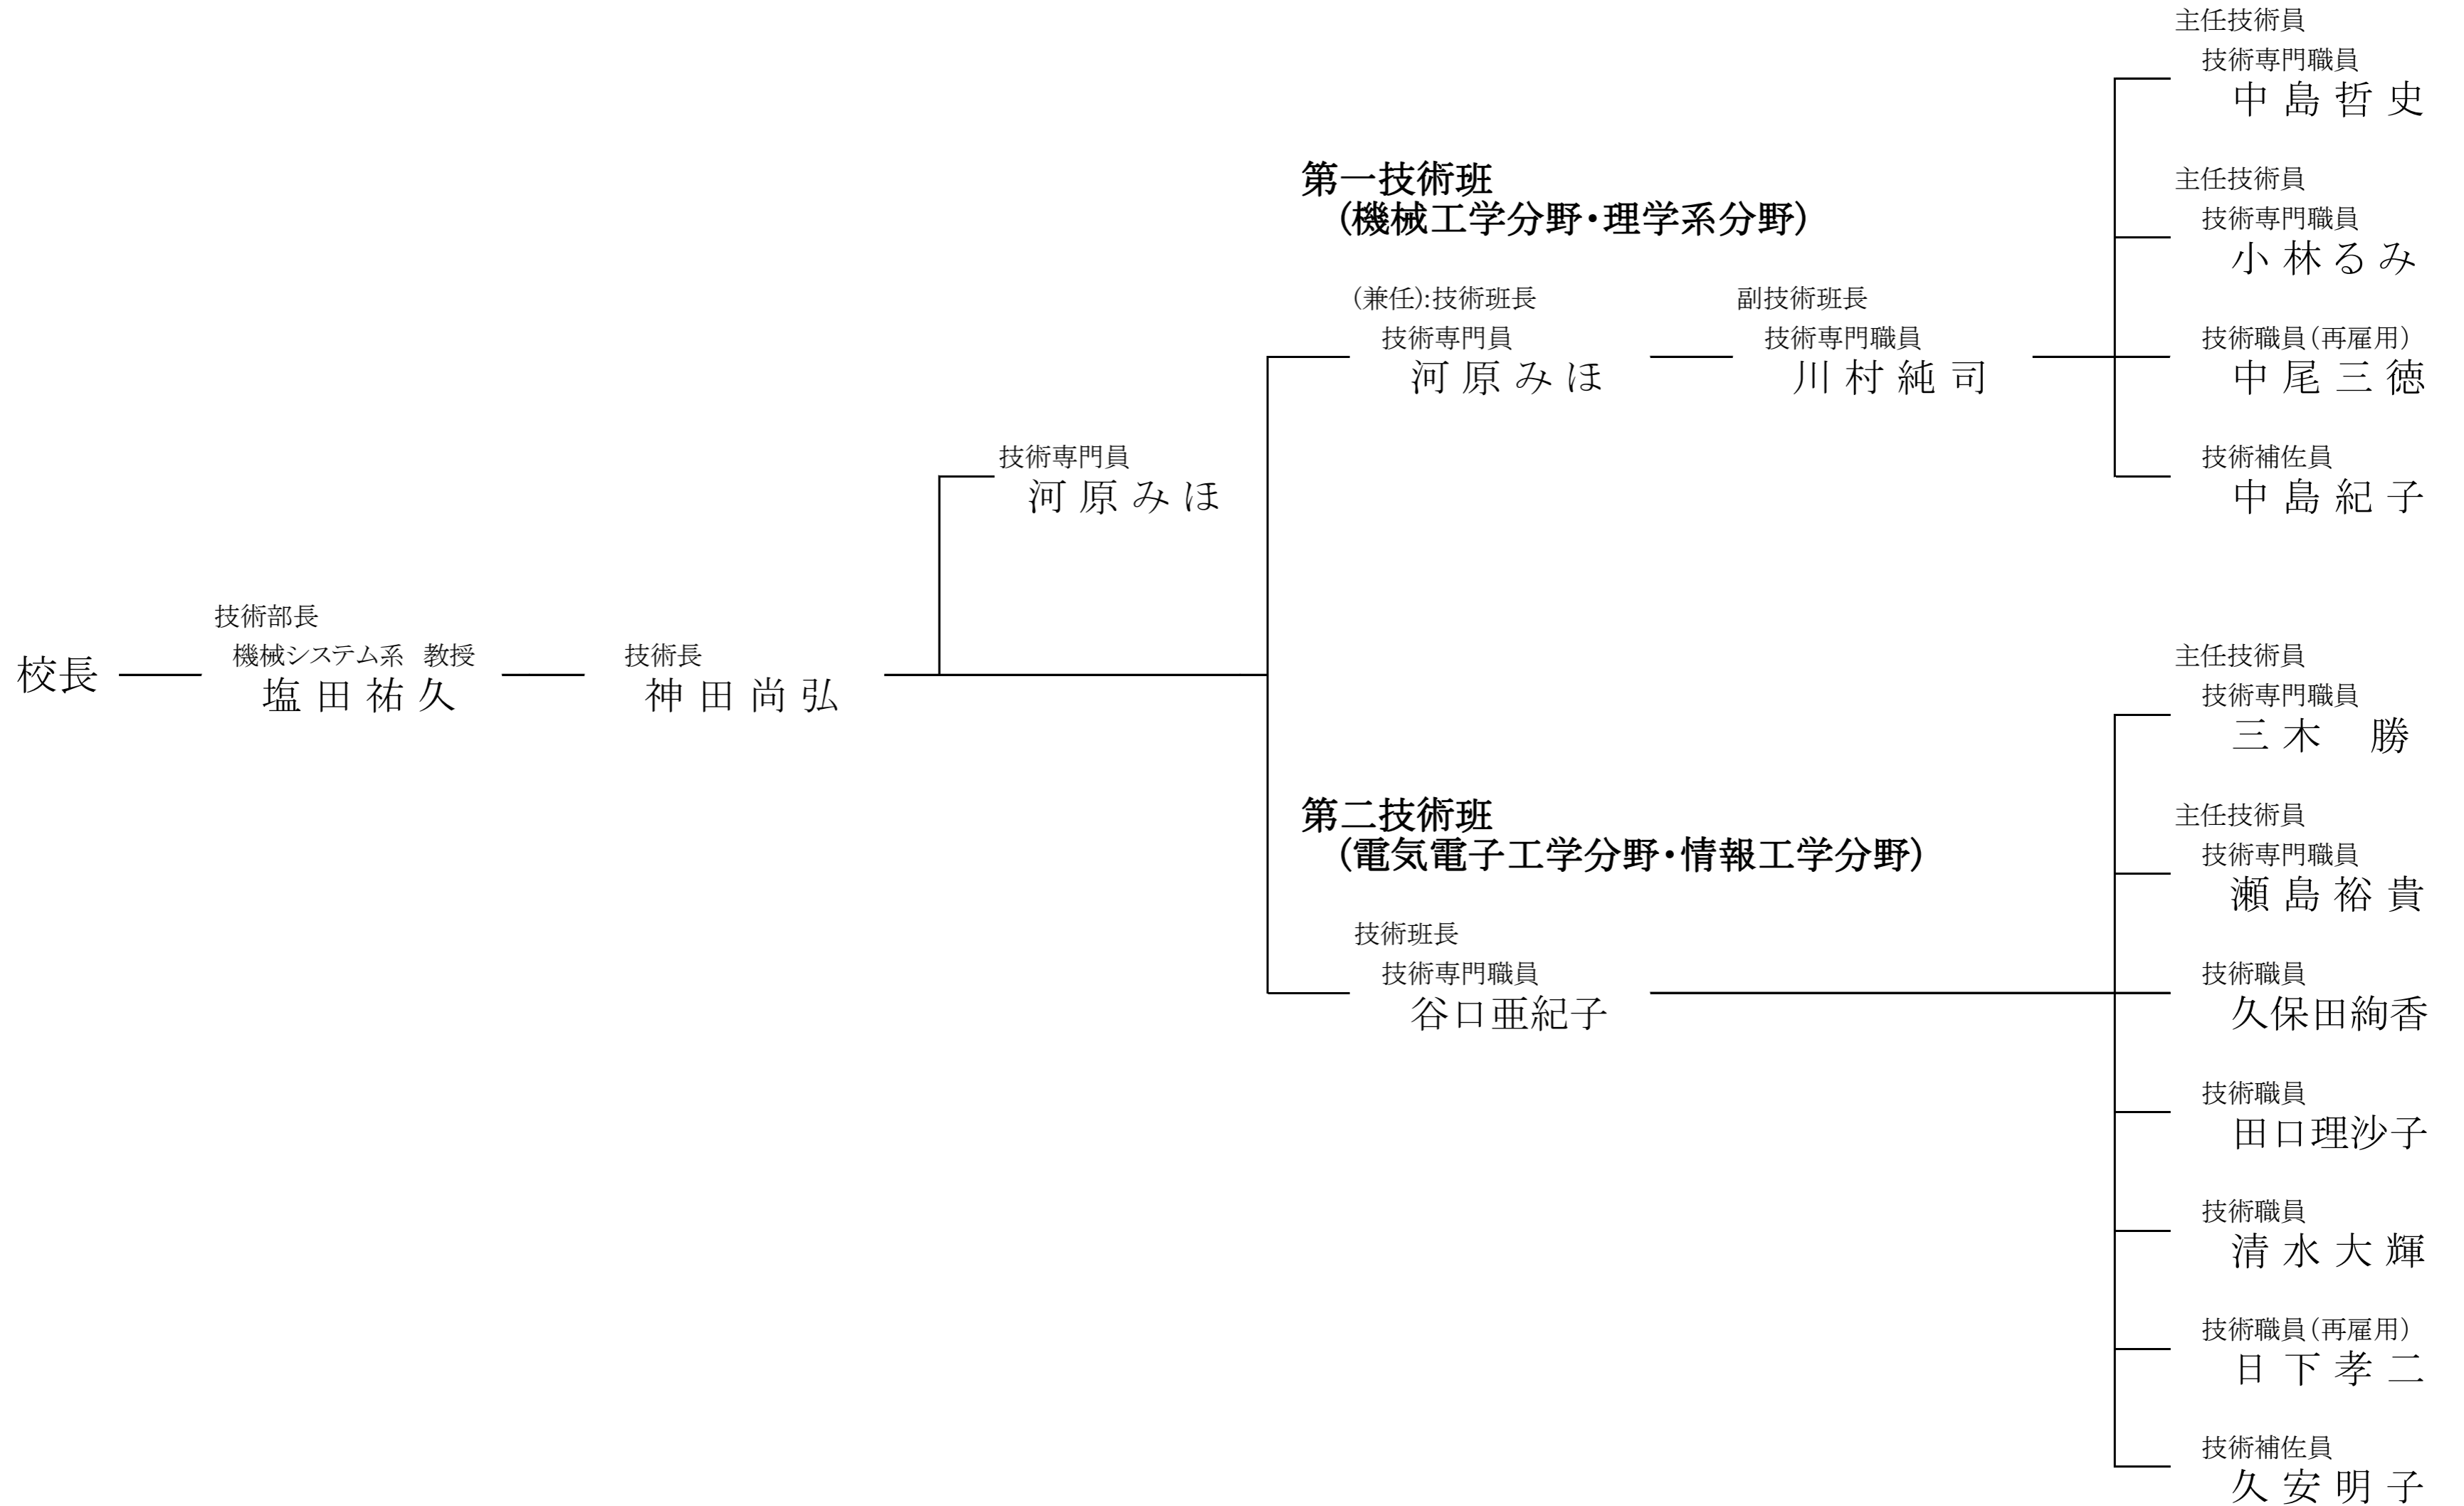 校長
技術部長
機械システム系　教授
塩田祐久
技術長
神田尚弘
技術専門員
河原みほ
第一技術班
（機械工学分野・理学系分野）
（兼任）：技術班長
技術専門員
河原みほ
副技術班長
技術専門職員
川村純司
主任技術員
技術専門職員
中島哲史
主任技術員
技術専門職員
小林るみ
技術職員（再雇用）
中尾三徳
技術補佐員
中島紀子
第二技術班
（電気電子工学分野・情報工学分野）
技術班長
技術専門職員
谷口亜紀子
主任技術員
技術専門職員
三木　勝
主任技術員
技術専門職員
瀬島裕貴
技術職員
久保田絢香
技術職員
田口理沙子
技術職員
清水大輝
技術職員（再雇用）
日下孝二
技術補佐員
久安明子